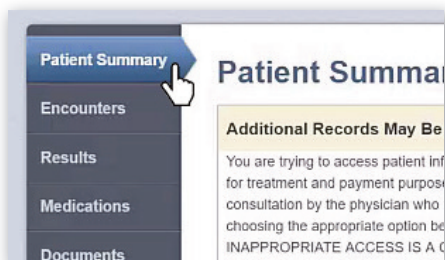 Patient Summary
Encounters
Results
Medications
Documents
Patient Summar
Additional Records May Be
You are trying to access patient inf
for treatment and payment purpose
consultation by the physician who
choosing the appropriate option be
INAPPROPRIATE ACCESS IS A